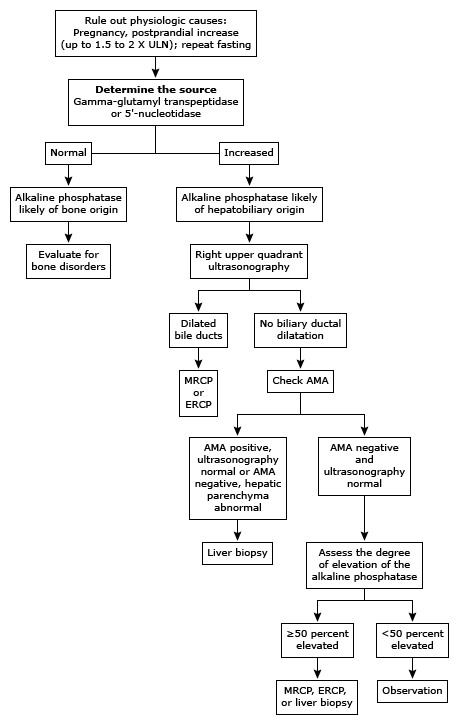 Rule out physiologic causes:
Pregnancy, postprandial increase
(up to 1.5 to 2 X ULN); repeat fasting
Determine the source
Gamma-glutamyl transpeptidase
or 5'-nucleotidase
Normal
Increased
Alkaline phosphatase
likely of bone origin
Alkaline phosphatase likely
of hepatobiliary origin
Evaluate for
bone disorders
Right upper quadrant
ultrasonography
Dilated
bile ducts
No biliary ductal
dilatation
MRCP
or
ERCP
Check AMA
AMA positive,
ultrasonography
normal or AMA
negative, hepatic
parenchyma
abnormal
AMA negative
and
ultrasonography
normal
Liver biopsy
Assess the degree
of elevation of the
alkaline phosphatase
≥50 percent
elevated
<50 percent
elevated
MRCP, ERCP,
or liver biopsy
Observation